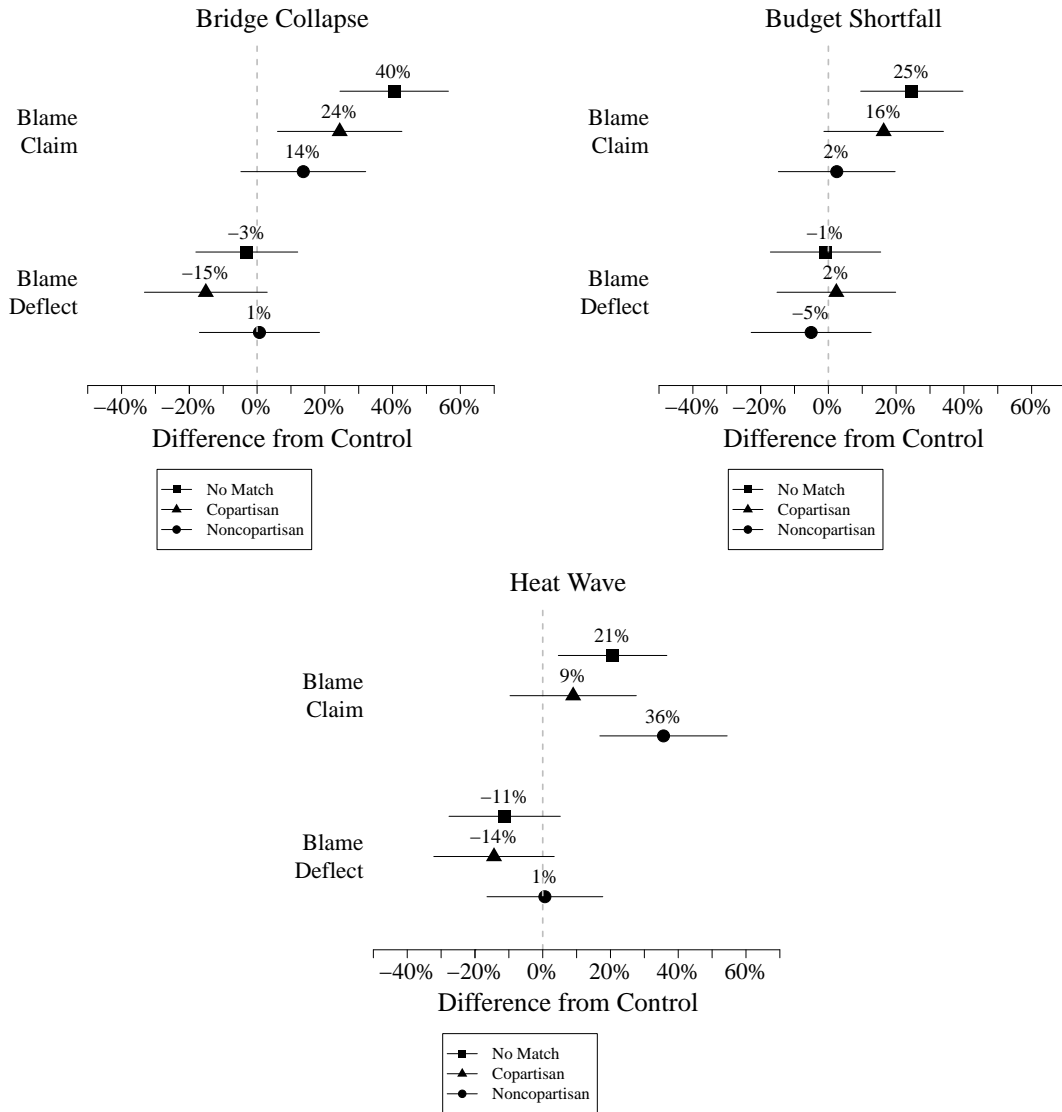 Bridge Collapse
40%
24%
14%
Blame
Claim
−3%
−15%
1%
Blame
Deflect
−40% −20% 0% 20% 40% 60%
Difference from Control
No Match
Copartisan
Noncopartisan
Budget Shortfall
25%
16%
2%
Blame
Claim
−1%
2%
−5%
Blame
Deflect
−40% −20% 0% 20% 40% 60%
Difference from Control
No Match
Copartisan
Noncopartisan
Heat Wave
21%
9%
36%
Blame
Claim
−11%
−14%
1%
Blame
Deflect
−40% −20% 0% 20% 40% 60%
Difference from Control
No Match
Copartisan
Noncopartisan